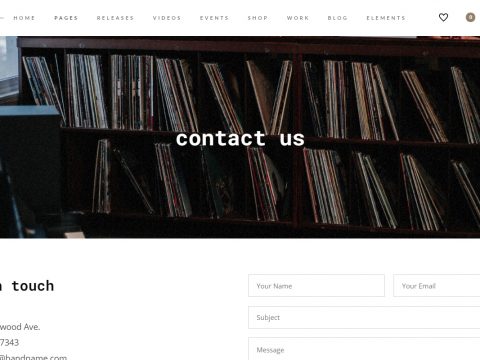 HOME PAGES RELEASES VIDEOS EVENTS SHOP WORK BLOG ELEMENTS 0
contact us
touch
Your Name Your Email
Subject
wood Ave.
7343
Message
@bandname.com